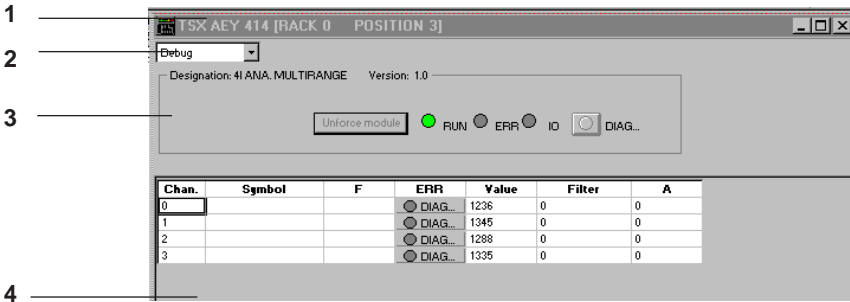 1
TSX AEY 414 [RACK 0 POSITION 3]
2
Debug
Designation: 4I ANA. MULTIRANGE Version: 1.0
3
Unforce module RUN ERR IO DIAG...
Chan. Symbol F ERR Value Filter A
0 DIAG... 1236 0 0
1 DIAG... 1345 0 0
2 DIAG... 1288 0 0
3 DIAG... 1335 0 0
4